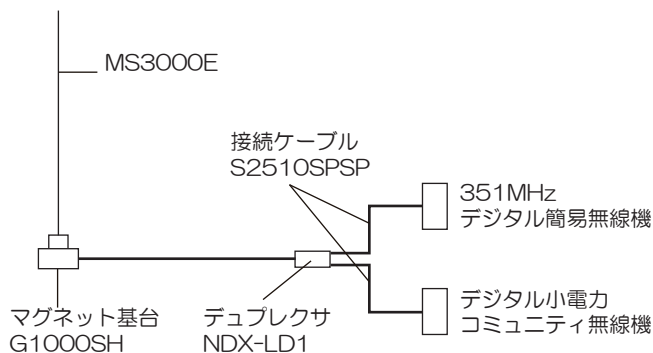 MS3000E
接続ケーブル
S2510SPSP
351MHz
デジタル簡易無線機
マグネット基台
G1000SH
デュプレクサ
NDX-LD1
デジタル小電力
コミュニティ無線機